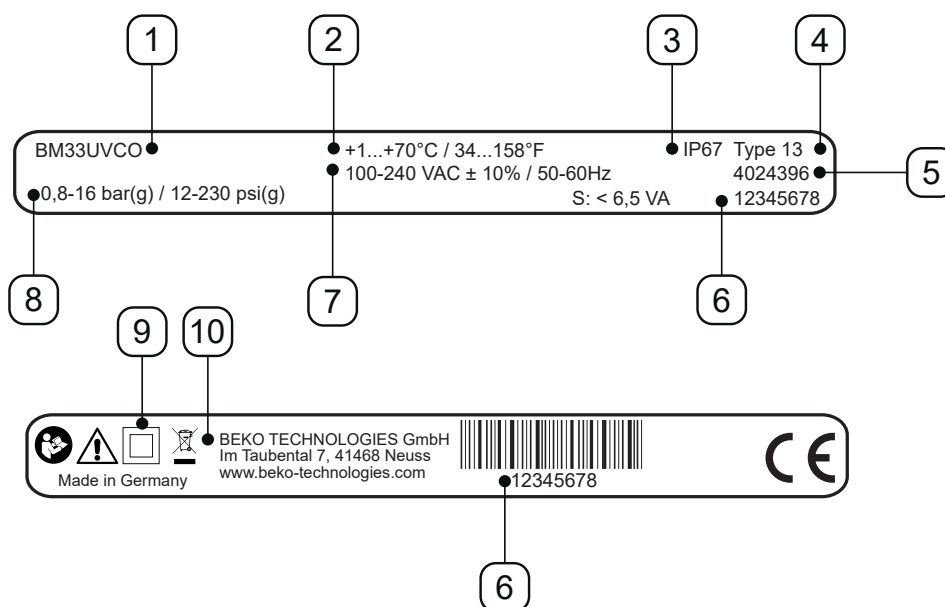 1 2 3 4
BM33UVCO +1...+70°C / 34...158°F IP67 Type 13
100-240 VAC ± 10% / 50-60Hz 4024396 5
0,8-16 bar(g) / 12-230 psi(g) S: < 6,5 VA 12345678
8 7 6
9 10
BEKO TECHNOLOGIES GmbH
Im Taubental 7, 41468 Neuss
Made in Germany www.beko-technologies.com
12345678
CE
6